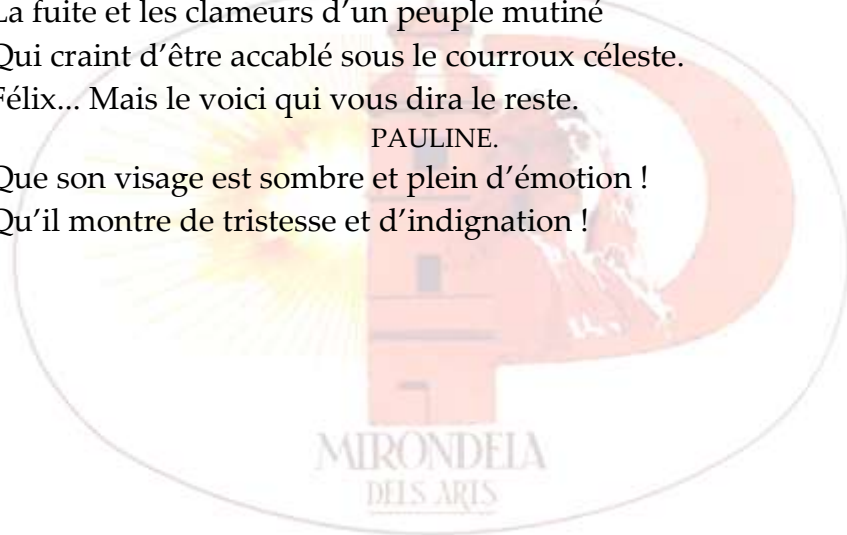 La fuite et les clameurs d’un peuple mutiné
Qui craint d’être accablé sous le courroux céleste.
Félix... Mais le voici qui vous dira le reste.
PAULINE.
Que son visage est sombre et plein d’émotion !
Qu’il montre de tristesse et d’indignation !
MIRONDELA
DELS ARTS